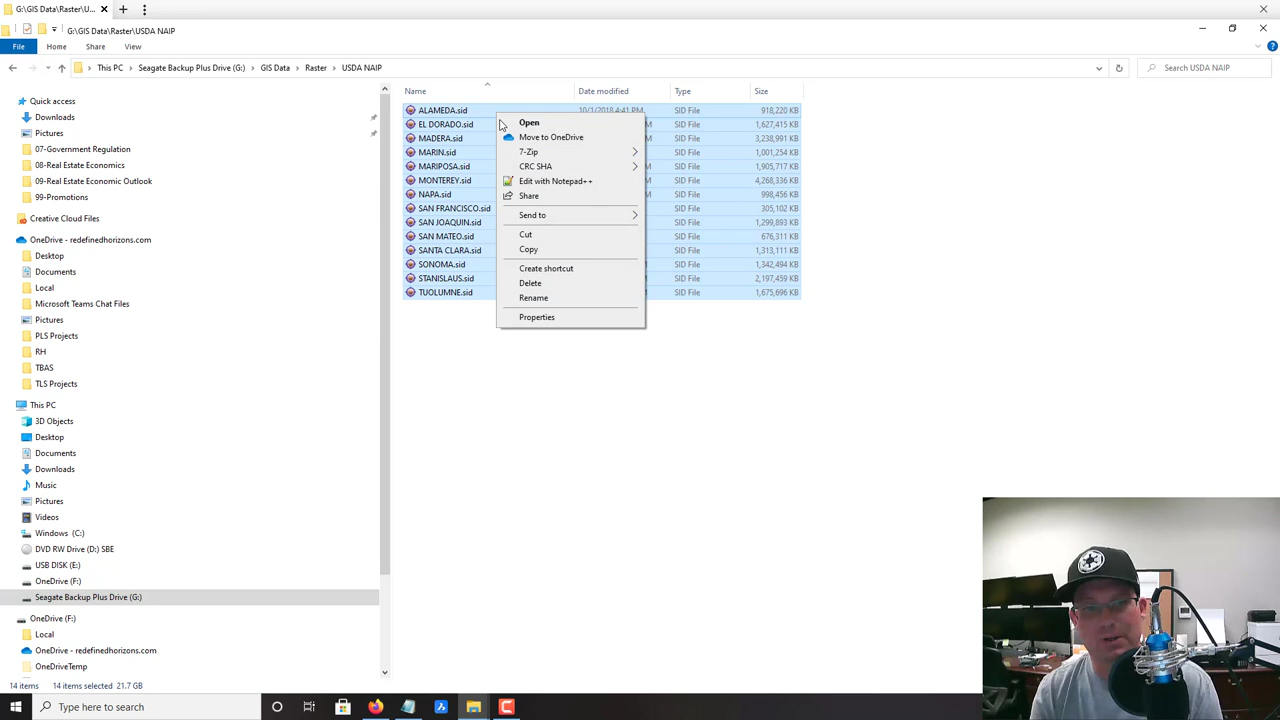 G:\GIS Data\Raster\U...
G:\GIS Data\Raster\USDA NAIP
File Home Share View
This PC Seagate Backup Plus Drive (G:) GIS Data Raster USDA NAIP
Search USDA NAIP
Name Date modified Type Size
Quick access
Downloads
Pictures
07-Government Regulation
08-Real Estate Economics
09-Real Estate Economic Outlook
99-Promotions
Creative Cloud Files
OneDrive - redefinedhorizons.com
Desktop
Documents
Local
Microsoft Teams Chat Files
Pictures
PLS Projects
RH
TBAS
TLS Projects
This PC
3D Objects
Desktop
Documents
Downloads
Music
Pictures
Videos
Windows (C:)
DVD RW Drive (D:) SBE
USB DISK (E:)
OneDrive (F:)
Seagate Backup Plus Drive (G:)
OneDrive (F:)
Local
OneDrive - redefinedhorizons.com
OneDriveTemp
ALAMEDA.sid 10/1/2018 4:41 PM SID File 918,220 KB
EL DORADO.sid SID File 1,627,415 KB
MADERA.sid SID File 3,238,991 KB
MARIN.sid SID File 1,001,254 KB
MARIPOSA.sid SID File 1,905,717 KB
MONTEREY.sid SID File 4,268,336 KB
NAPA.sid SID File 998,456 KB
SAN FRANCISCO.sid SID File 305,102 KB
SAN JOAQUIN.sid SID File 1,299,893 KB
SAN MATEO.sid SID File 676,311 KB
SANTA CLARA.sid SID File 1,313,111 KB
SONOMA.sid SID File 1,342,494 KB
STANISLAUS.sid SID File 2,197,459 KB
TUOLUMNE.sid SID File 1,675,696 KB
Open
Move to OneDrive
7-Zip
CRC SHA
Edit with Notepad++
Share
Send to
Cut
Copy
Create shortcut
Delete
Rename
Properties
14 items 14 items selected 21.7 GB
Type here to search